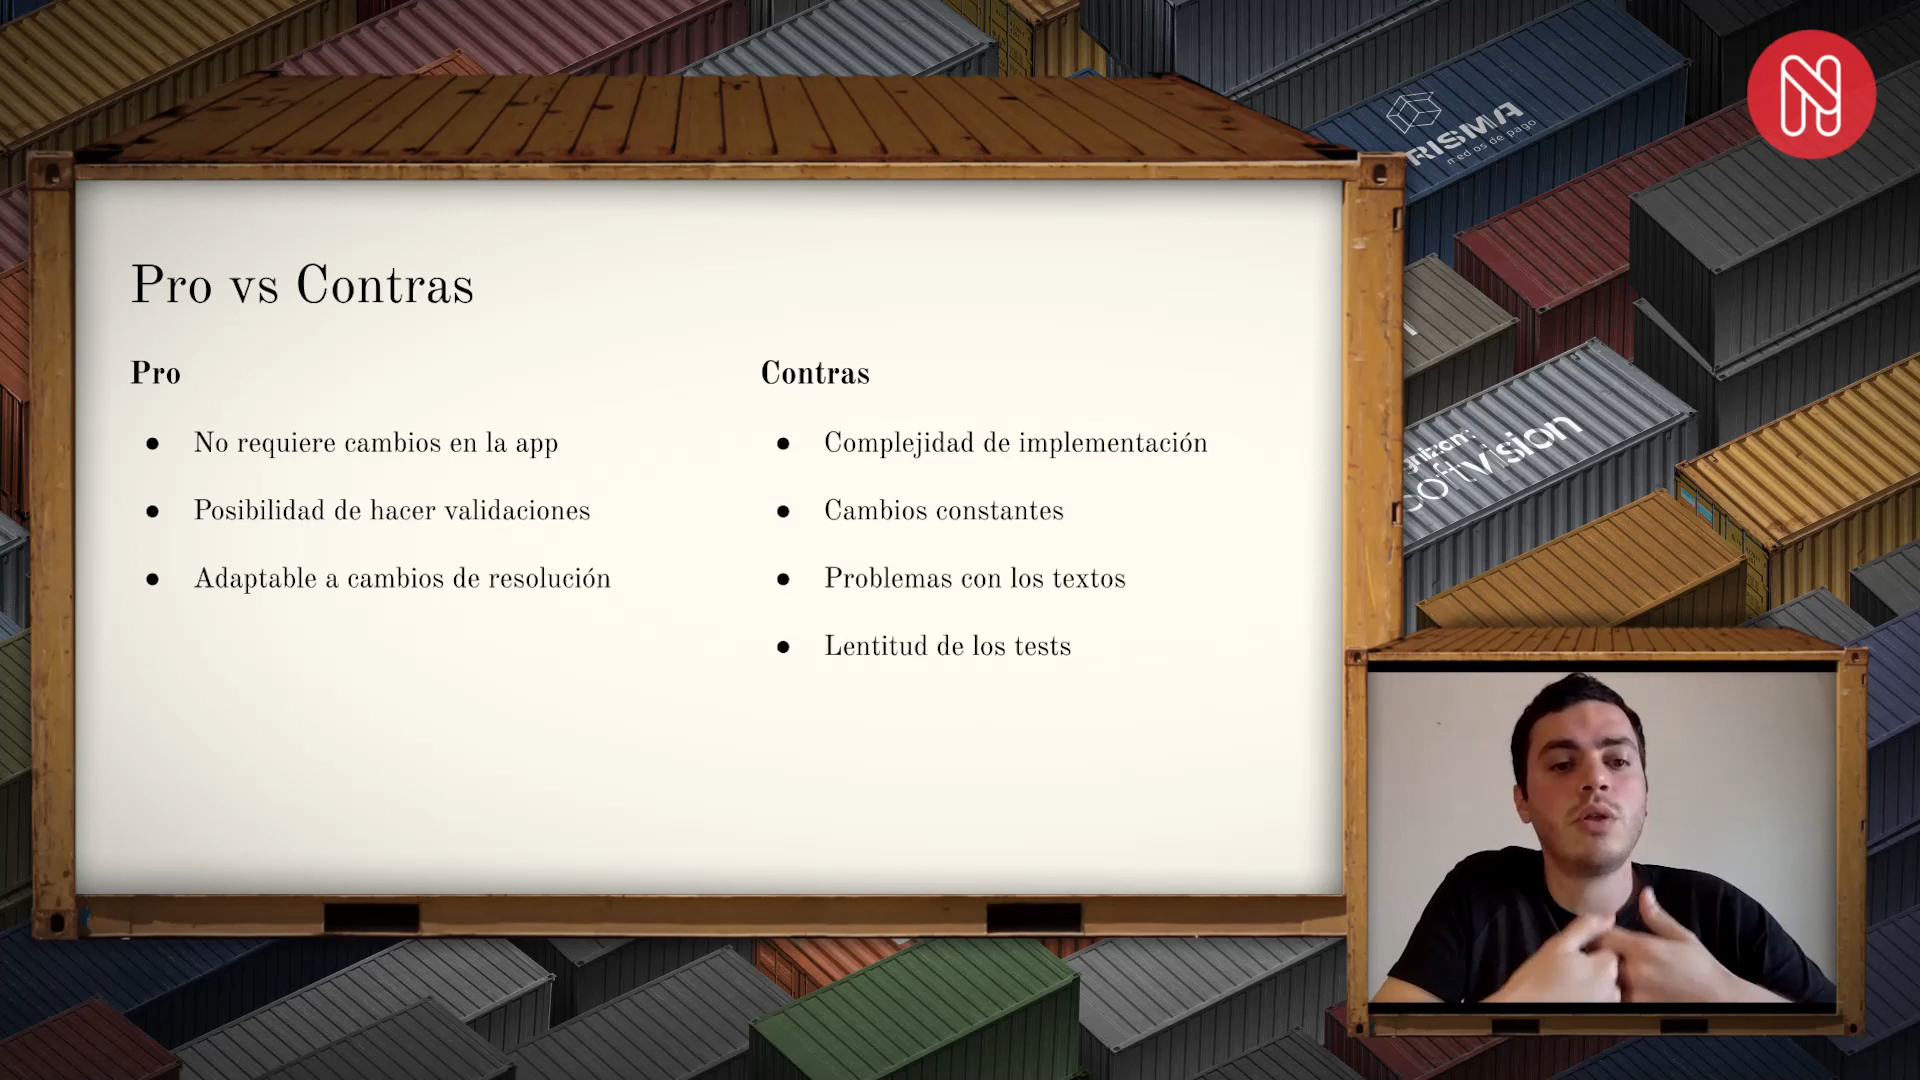 Pro vs Contras
Pro
No requiere cambios en la app
Posibilidad de hacer validaciones
Adaptable a cambios de resolución
Contras
Complejidad de implementación
Cambios constantes
Problemas con los textos
Lentitud de los tests
RISMA
medios de pago